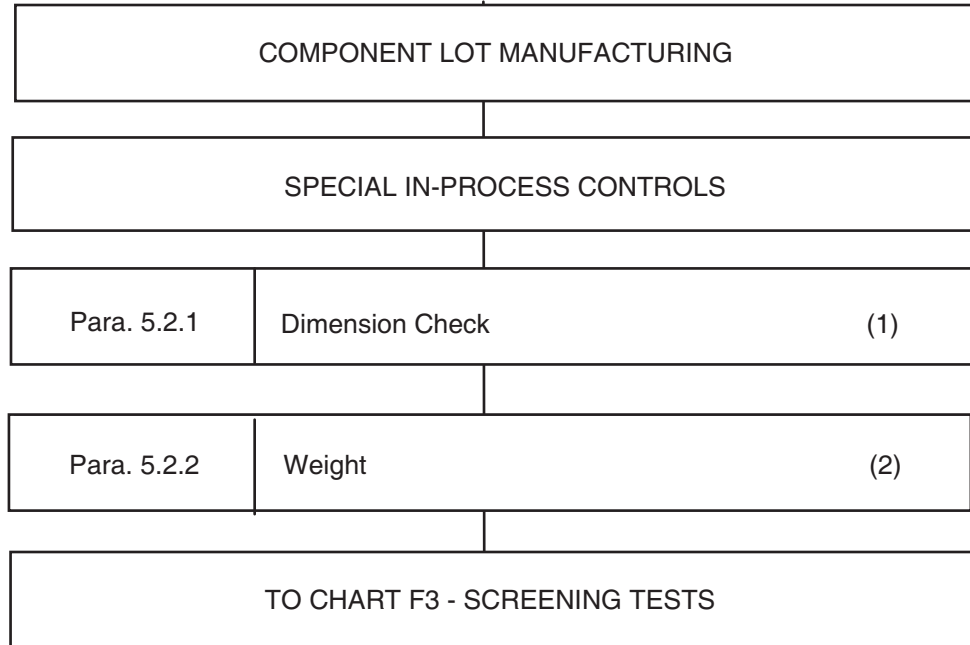 COMPONENT LOT MANUFACTURING
SPECIAL IN-PROCESS CONTROLS
Para. 5.2.1 Dimension Check (1)
Para. 5.2.2 Weight (2)
TO CHART F3 - SCREENING TESTS